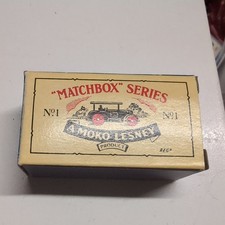 "MATCHBOX" SERIES
No1 No1
A MOKO LESNEY
PRODUCT